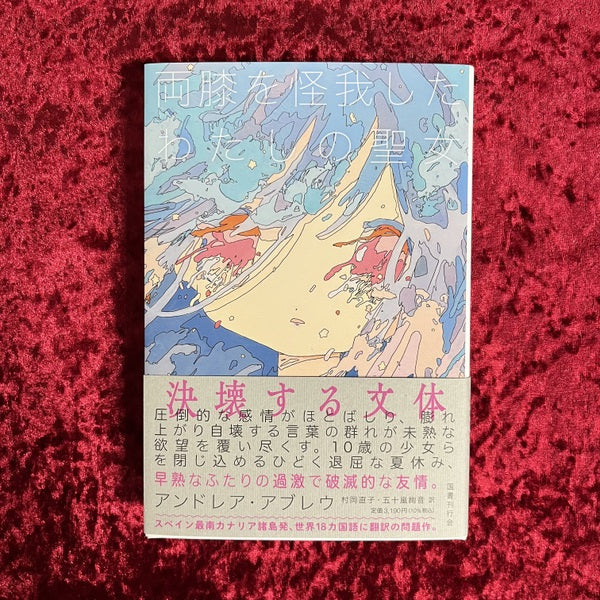 両膝を怪我した
わたしの聖女
決壊する文体
圧倒的な感情がほとばしり、膨れ
上がり自壊する言葉の群れが未熟な
欲望を覆い尽くす。10歳の少女ら
を閉じ込めるひどく退屈な夏休み、
早熟なふたりの過激で破滅的な友情。
アンドレア・アブレウ
村岡直子・五十嵐絢音 訳
定価3,190円(10%税込)
スペイン最南カナリア諸島発、世界18カ国語に翻訳の問題作。
国書刊行会